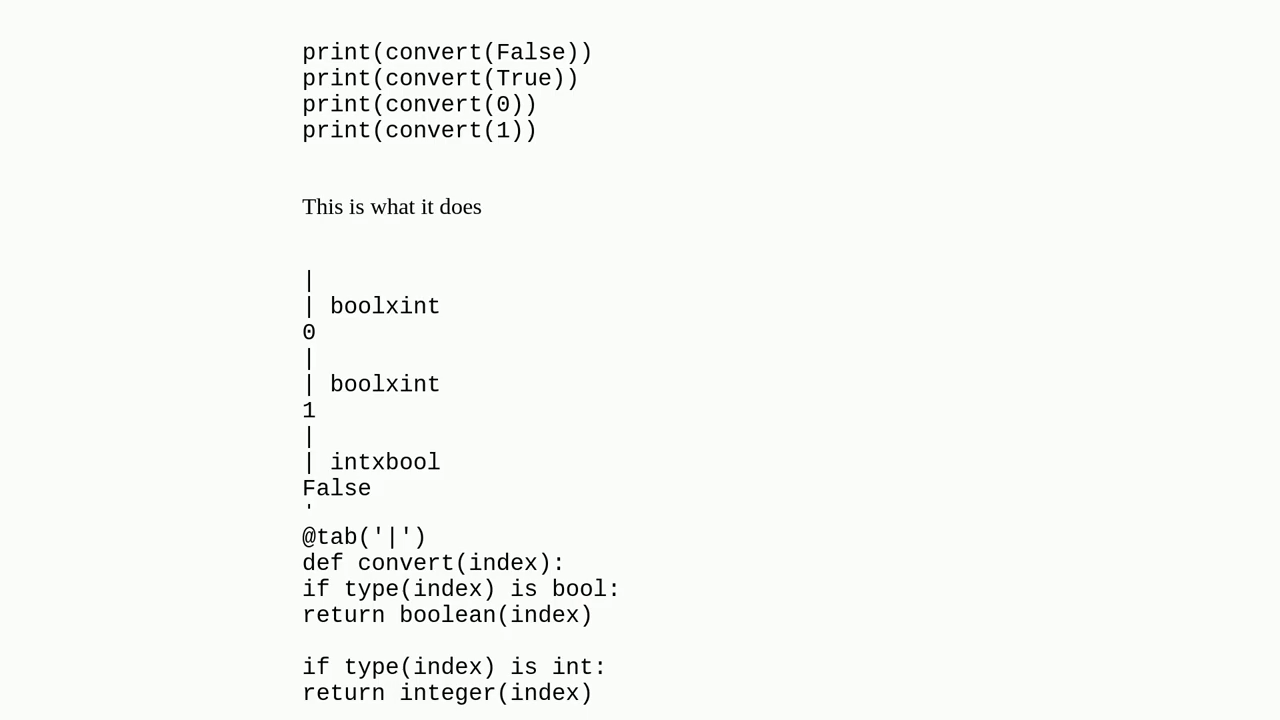 print(convert(False))
print(convert(True))
print(convert(0))
print(convert(1))
This is what it does
|
| boolxint
0
|
| boolxint
1
|
| intxbool
False
'
@tab('|')
def convert(index):
if type(index) is bool:
return boolean(index)
if type(index) is int:
return integer(index)